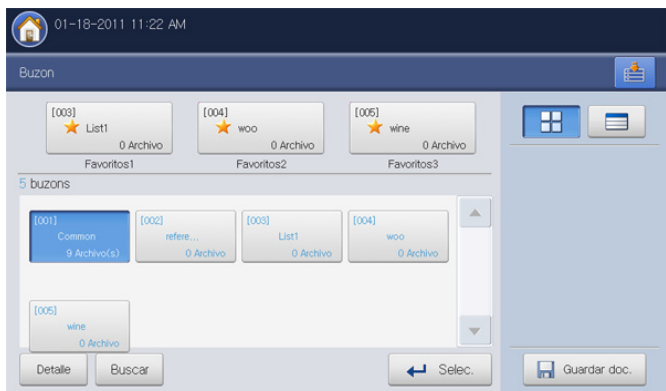 01-18-2011 11:22 AM
Buzon
[003] [004] [005]
List1 woo wine
0 Archivo 0 Archivo 0 Archivo
Favoritos1 Favoritos2 Favoritos3
5 buzons
[001] [002] [003] [004]
Common refere... List1 woo
9 Archivo(s) 0 Archivo 0 Archivo 0 Archivo
[005]
wine
0 Archivo
Detalle Buscar Selec. Guardar doc.